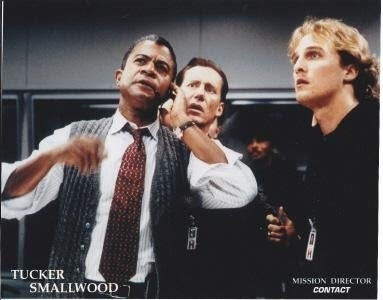 TUCKER
SMALLWOOD
MISSION DIRECTOR
CONTACT